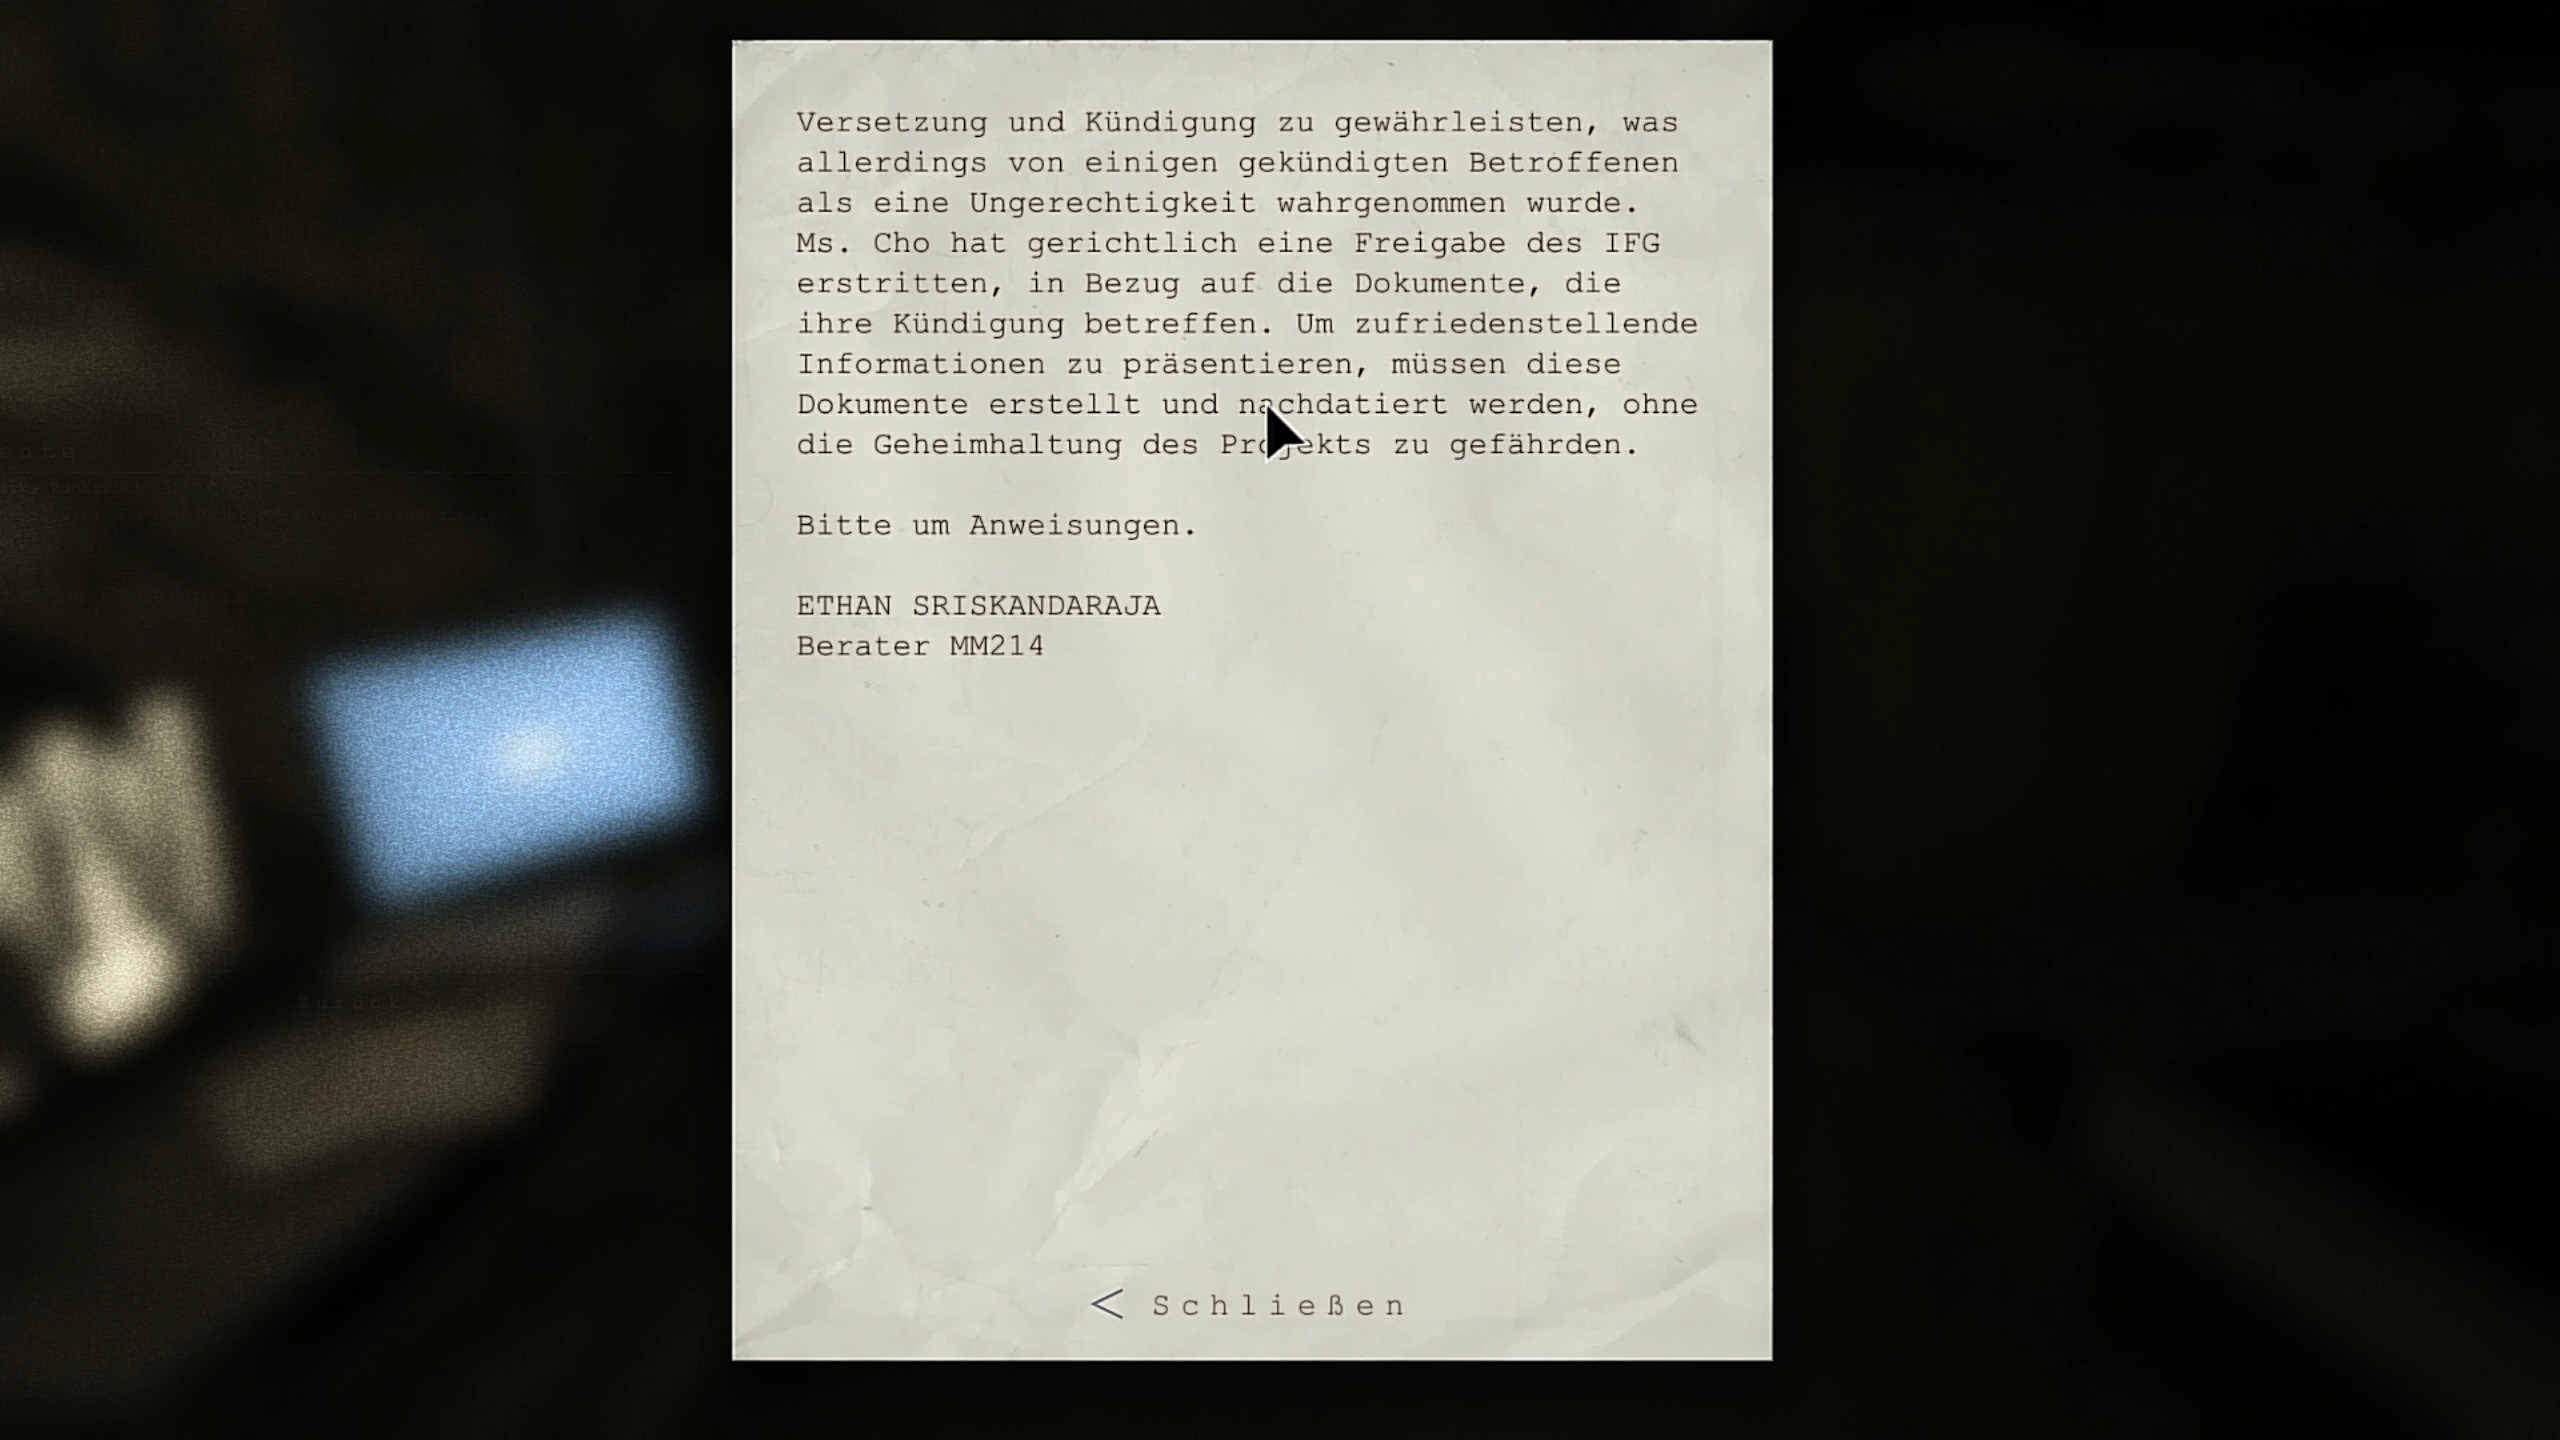 Versetzung und Kündigung zu gewährleisten, was
allerdings von einigen gekündigten Betroffenen
als eine Ungerechtigkeit wahrgenommen wurde.
Ms. Cho hat gerichtlich eine Freigabe des IFG
erstritten, in Bezug auf die Dokumente, die
ihre Kündigung betreffen. Um zufriedenstellende
Informationen zu präsentieren, müssen diese
Dokumente erstellt und nachdatiert werden, ohne
die Geheimhaltung des Projekts zu gefährden.
Bitte um Anweisungen.
ETHAN SRISKANDARAJA
Berater MM214
Zurück
< Schließen